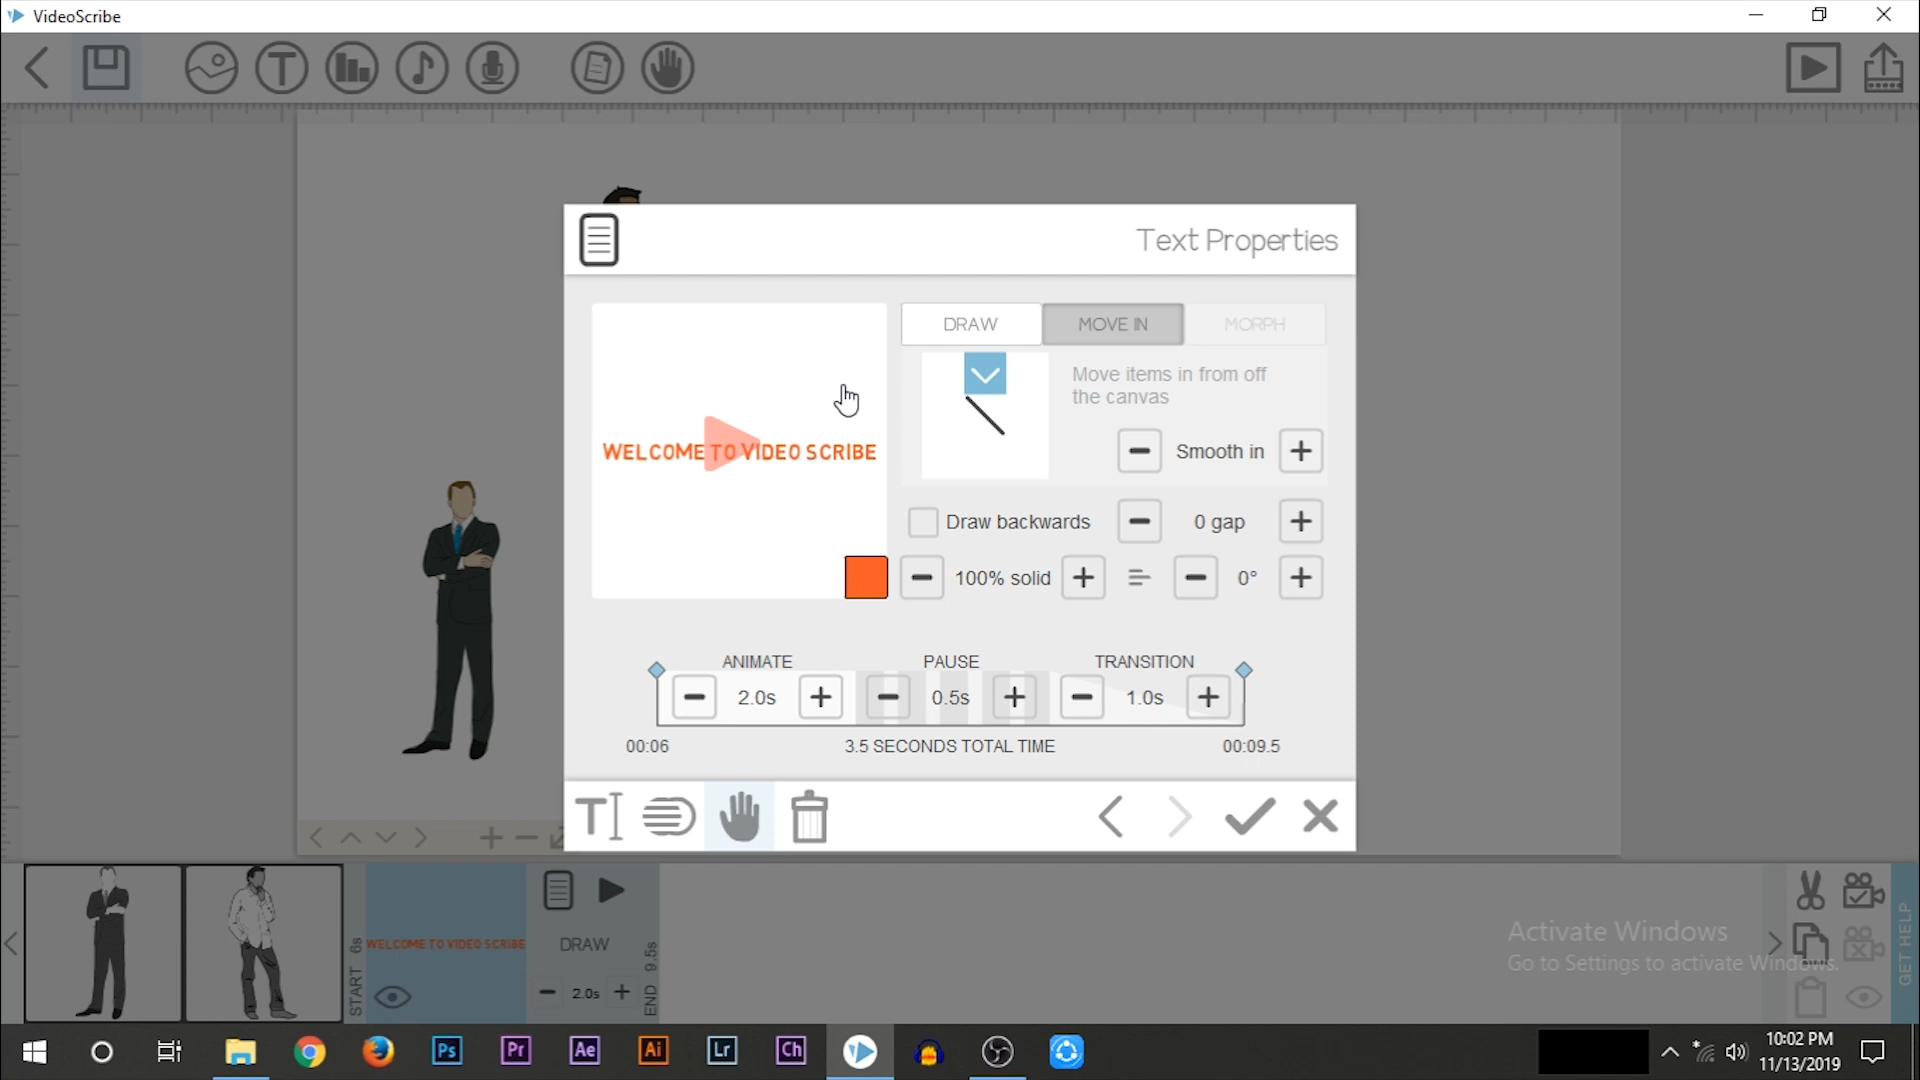 VideoScribe
Text Properties
DRAW MOVE IN MORPH
Move items in from off
the canvas
WELCOME TO VIDEO SCRIBE
Smooth in
Draw backwards 0 gap
100% solid 0°
ANIMATE PAUSE TRANSITION
2.0s 0.5s 1.0s
00:06 3.5 SECONDS TOTAL TIME 00:09.5
START 6s
WELCOME TO VIDEO SCRIBE
DRAW
2.0s
END 9.5s
Activate Windows
Go to Settings to activate Windows.
GET HELP
Ps Pr Ae Ai Lr Ch
10:02 PM
11/13/2019